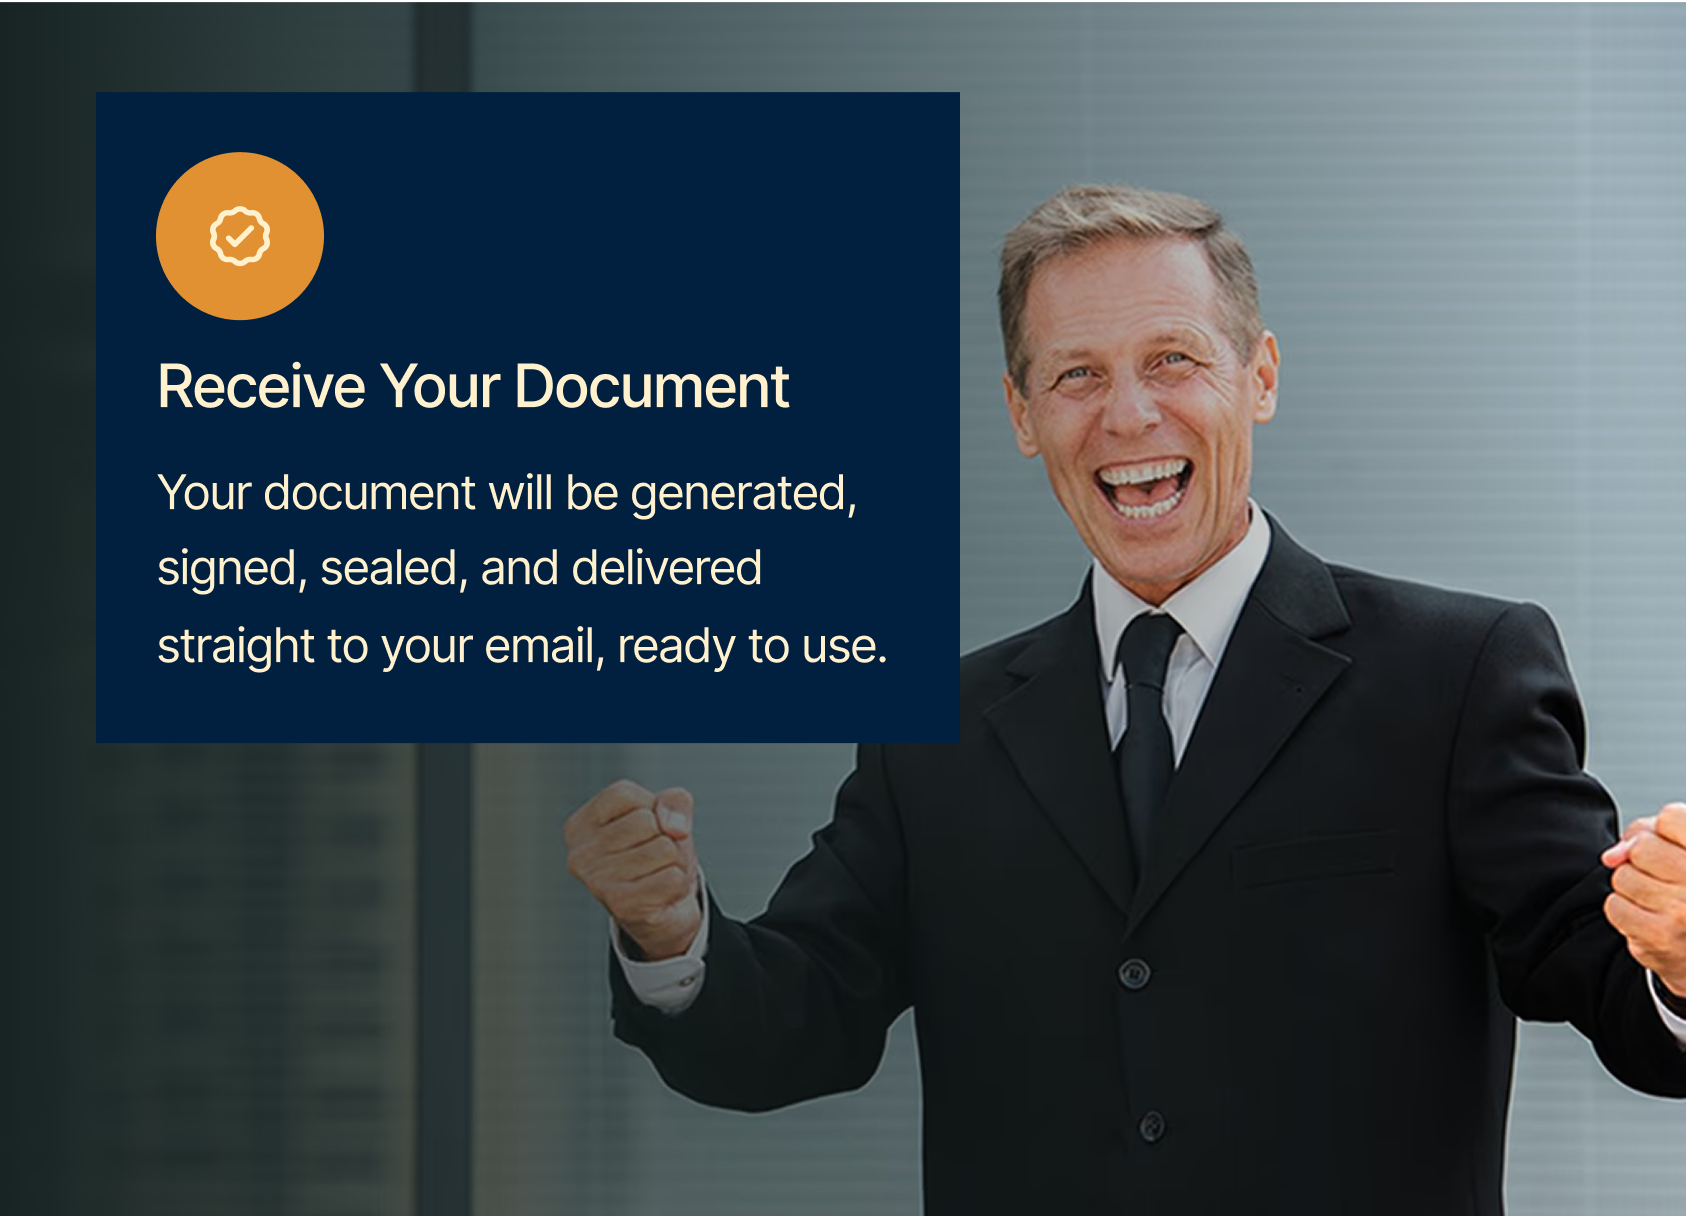 Receive Your Document
Your document will be generated,
signed, sealed, and delivered
straight to your email, ready to use.